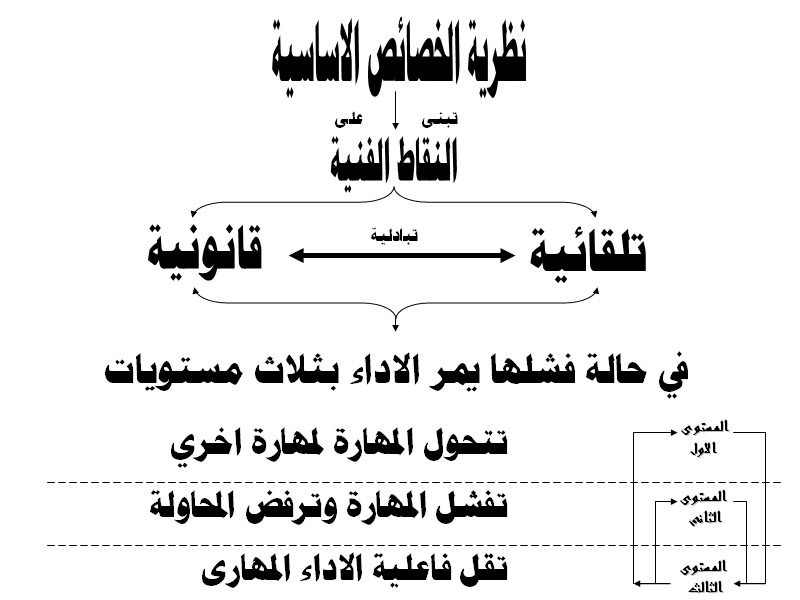 نظرية الخصائص الاساسية
تبنى على
النقاط الفنية
تلقائية تبادلية قانونية
في حالة فشلها يمر الاداء بثلاث مستويات
المستوى الاول
تتحول المهارة لمهارة اخري
المستوى الثاني
تفشل المهارة وترفض المحاولة
المستوى الثالث
تقل فاعلية الاداء المهارى